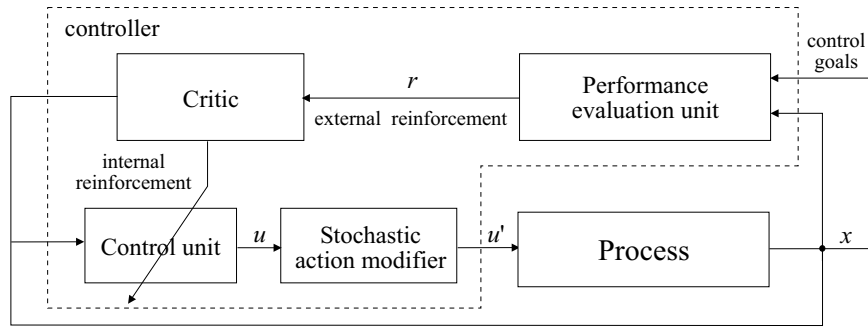 controller
control
goals
Critic
r
external reinforcement
Performance
evaluation unit
internal
reinforcement
Control unit
u
Stochastic
action modifier
u'
Process
x